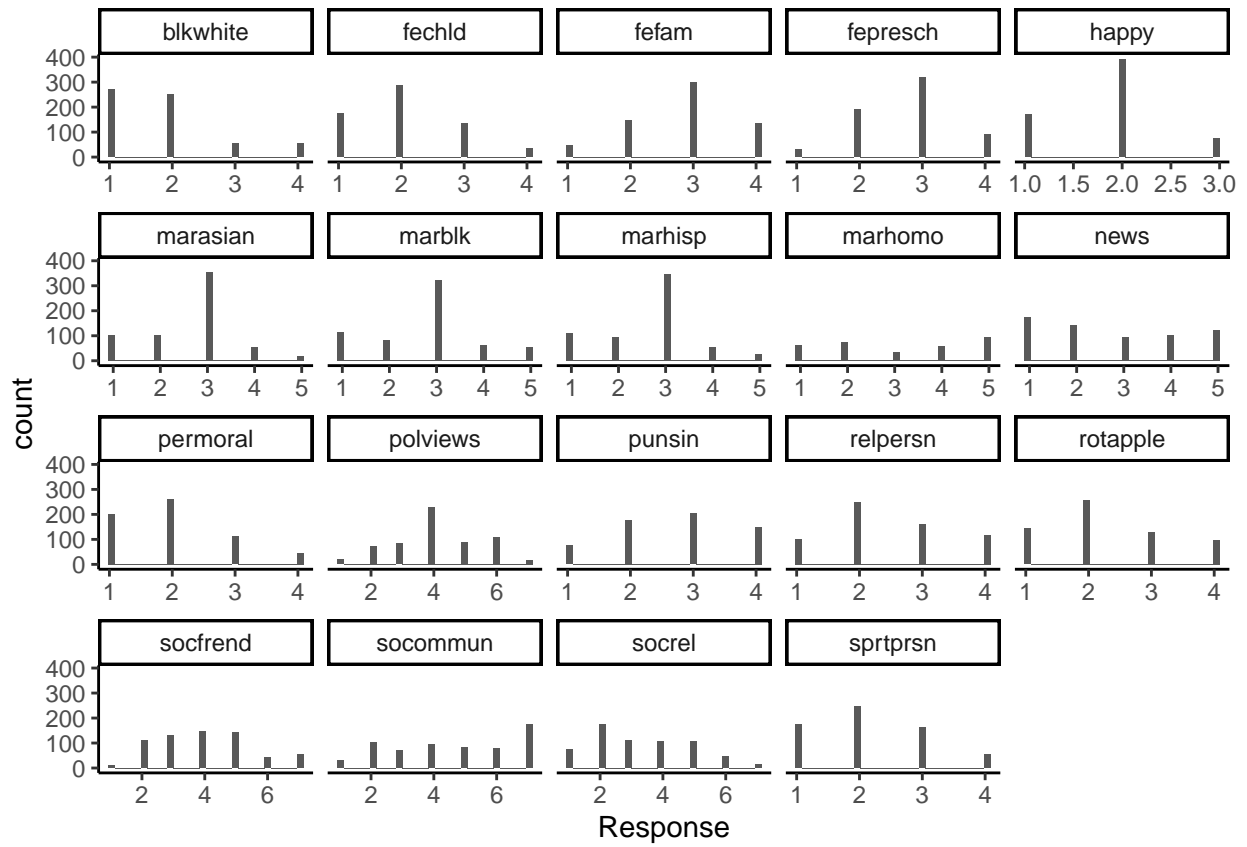 blkwhite fechld fefam fepresch happy
400
300
200
100
0
1 2 3 4 1 2 3 4 1 2 3 4 1 2 3 4 1.0 1.5 2.0 2.5 3.0
marasian marblk marhisp marhomo news
400
300
200
100
0
1 2 3 4 5 1 2 3 4 5 1 2 3 4 5 1 2 3 4 5 1 2 3 4 5
count
permoral polviews punsin relpersn rotapple
400
300
200
100
0
1 2 3 4 2 4 6 1 2 3 4 1 2 3 4 1 2 3 4
socfrend socommun socrel sprtprsn
400
300
200
100
0
2 4 6 2 4 6 2 4 6 1 2 3 4
Response